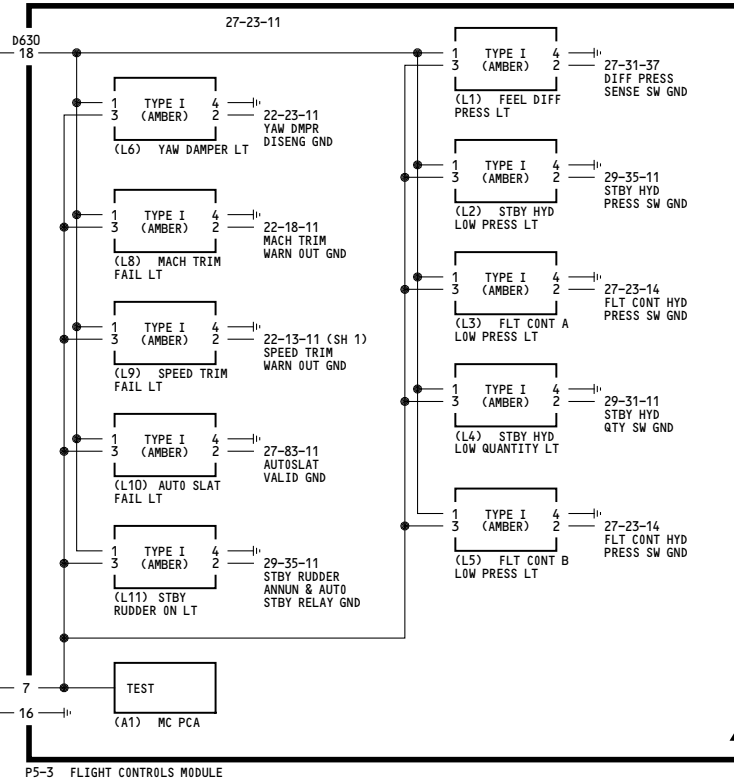 27-23-11
D630
18
1 TYPE I 4
3 (AMBER) 2
22-23-11
YAW DMPR
DISENG GND
(L6) YAW DAMPER LT
1 TYPE I 4
3 (AMBER) 2
22-18-11
MACH TRIM
WARN OUT GND
(L8) MACH TRIM
FAIL LT
1 TYPE I 4
3 (AMBER) 2
22-13-11 (SH 1)
SPEED TRIM
WARN OUT GND
(L9) SPEED TRIM
FAIL LT
1 TYPE I 4
3 (AMBER) 2
27-83-11
AUTOSLAT
VALID GND
(L10) AUTO SLAT
FAIL LT
1 TYPE I 4
3 (AMBER) 2
29-35-11
STBY RUDDER
ANNUN & AUTO
STBY RELAY GND
(L11) STBY
RUDDER ON LT
7
TEST
16
(A1) MC PCA
1 TYPE I 4
3 (AMBER) 2
27-31-37
DIFF PRESS
SENSE SW GND
(L1) FEEL DIFF
PRESS LT
1 TYPE I 4
3 (AMBER) 2
29-35-11
STBY HYD
PRESS SW GND
(L2) STBY HYD
LOW PRESS LT
1 TYPE I 4
3 (AMBER) 2
27-23-14
FLT CONT HYD
PRESS SW GND
(L3) FLT CONT A
LOW PRESS LT
1 TYPE I 4
3 (AMBER) 2
29-31-11
STBY HYD
QTY SW GND
(L4) STBY HYD
LOW QUANTITY LT
1 TYPE I 4
3 (AMBER) 2
27-23-14
FLT CONT HYD
PRESS SW GND
(L5) FLT CONT B
LOW PRESS LT
P5-3 FLIGHT CONTROLS MODULE